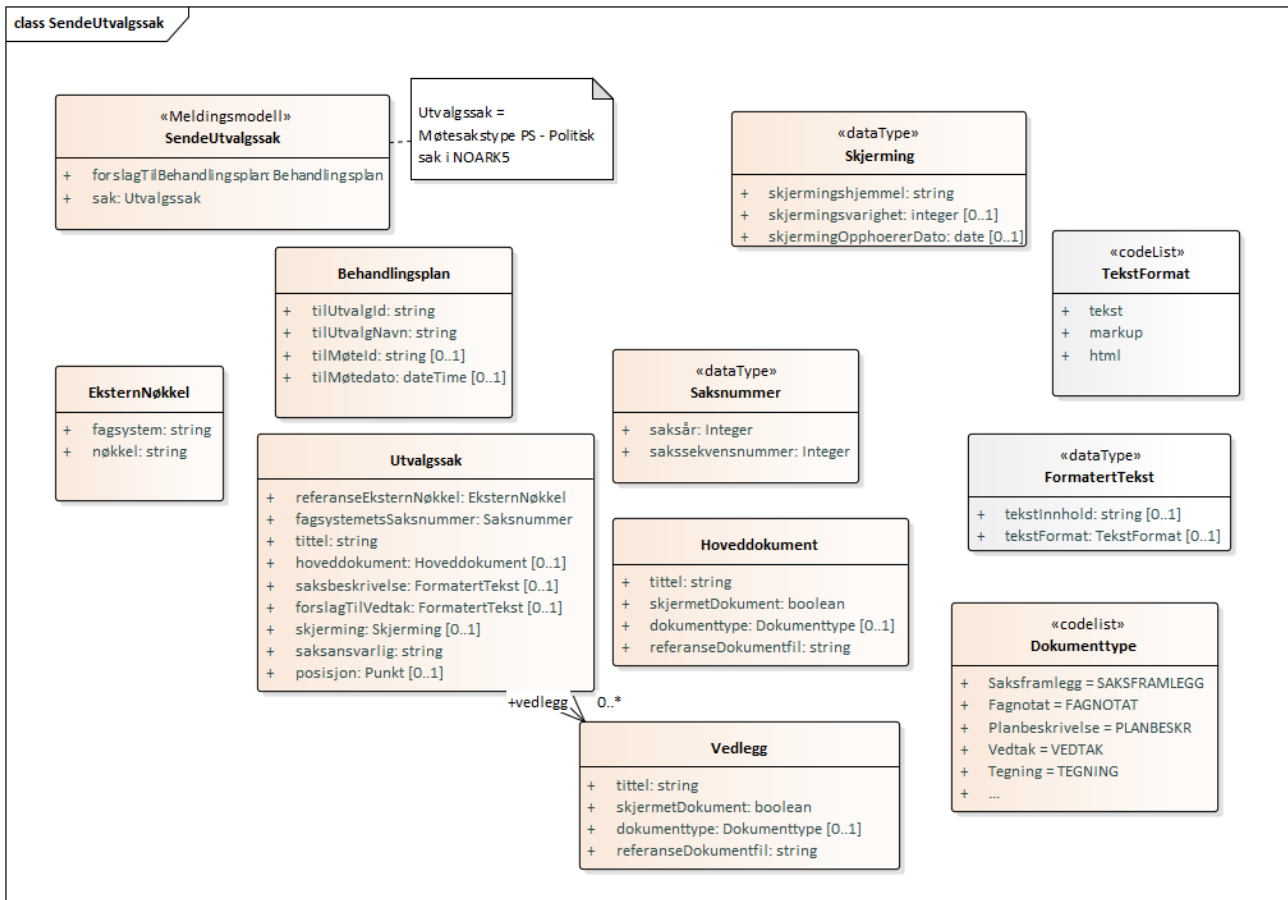 class SendeUtvalgssak
«Meldingsmodell»
SendeUtvalgssak
+ forslagTilBehandlingsplan: Behandlingsplan
+ sak: Utvalgssak
Utvalgssak =
Møtesakstype PS - Politisk
sak i NOARK5
«dataType»
Skjerming
+ skjermingshjemmel: string
+ skjermingsvarighet: integer [0..1]
+ skjermingOpphoererDato: date [0..1]
«codeList»
TekstFormat
+ tekst
+ markup
+ html
Behandlingsplan
+ tilUtvalgId: string
+ tilUtvalgNavn: string
+ tilMøteId: string [0..1]
+ tilMøtedato: dateTime [0..1]
EksternNøkkel
+ fagsystem: string
+ nøkkel: string
«dataType»
Saksnummer
+ saksår: Integer
+ sakssekvensnummer: Integer
«dataType»
FormatertTekst
+ tekstInnhold: string [0..1]
+ tekstFormat: TekstFormat [0..1]
Utvalgssak
+ referanseEksternNøkkel: EksternNøkkel
+ fagsystemetsSaksnummer: Saksnummer
+ tittel: string
+ hoveddokument: Hoveddokument [0..1]
+ saksbeskrivelse: FormatertTekst [0..1]
+ forslagTilVedtak: FormatertTekst [0..1]
+ skjerming: Skjerming [0..1]
+ saksansvarlig: string
+ posisjon: Punkt [0..1]
Hoveddokument
+ tittel: string
+ skjermetDokument: boolean
+ dokumenttype: Dokumenttype [0..1]
+ referanseDokumentfil: string
«codelist»
Dokumenttype
+ Saksframlegg = SAKSFRAMLEGG
+ Fagnotat = FAGNOTAT
+ Planbeskrivelse = PLANBESKR
+ Vedtak = VEDTAK
+ Tegning = TEGNING
+ ...
+vedlegg 0..*
Vedlegg
+ tittel: string
+ skjermetDokument: boolean
+ dokumenttype: Dokumenttype [0..1]
+ referanseDokumentfil: string